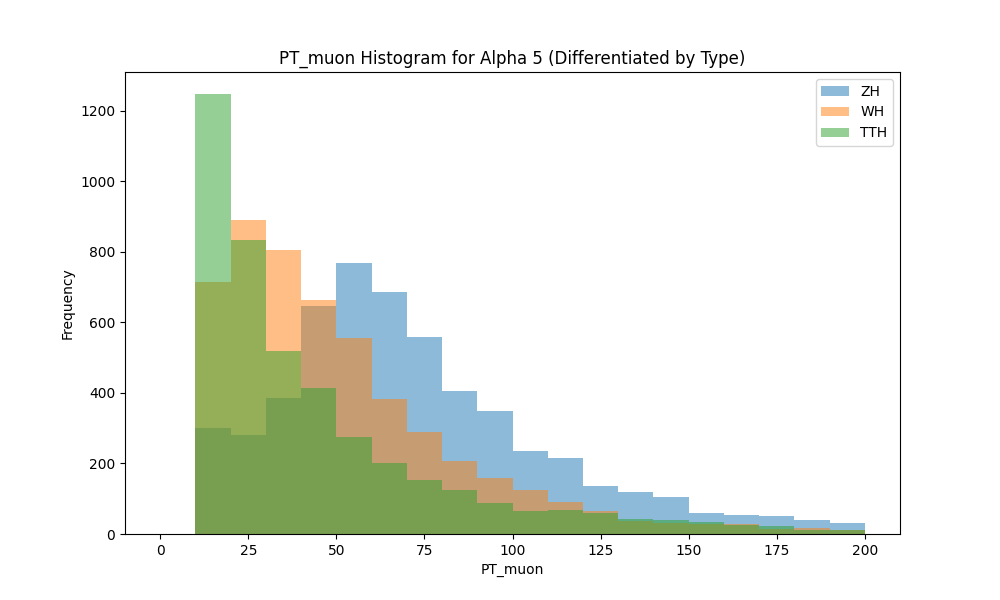 PT_muon Histogram for Alpha 5 (Differentiated by Type)
ZH
WH
TTH
1200
1000
800
600
400
200
0
Frequency
0 25 50 75 100 125 150 175 200
PT_muon